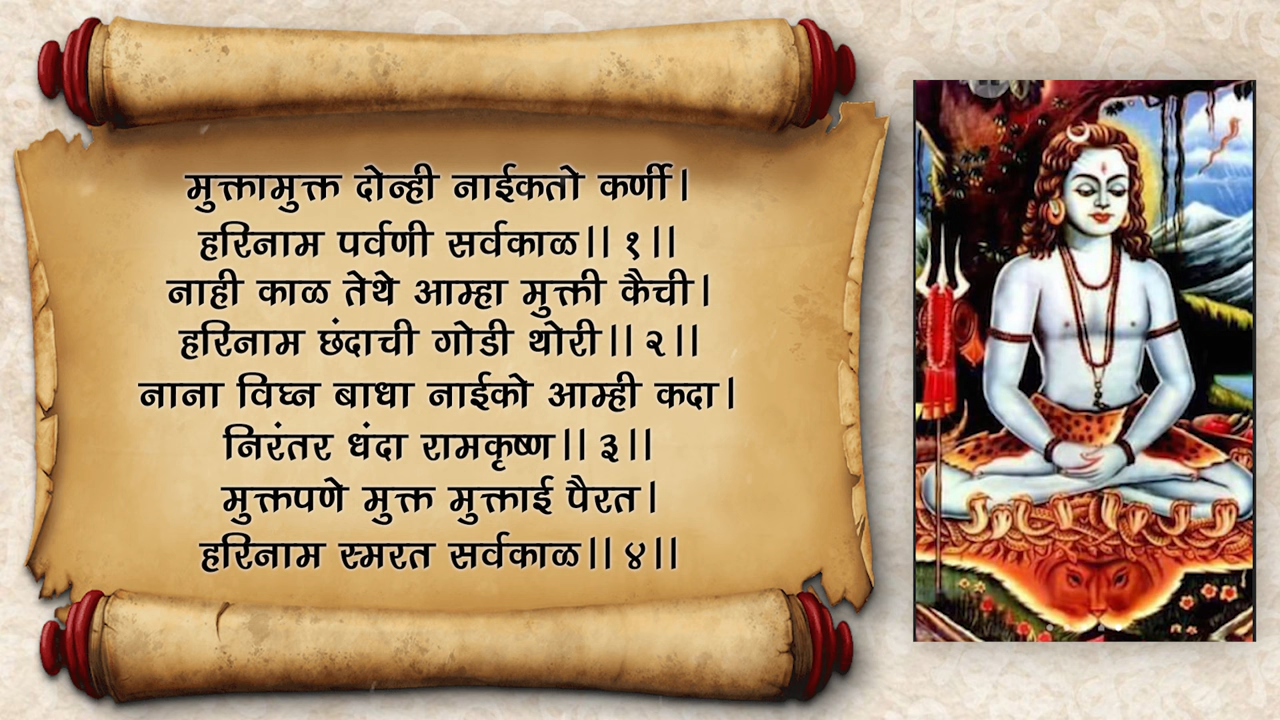 मुक्तामुक्त दोन्ही नाईकतो कर्णी।
हरिनाम पर्वणी सर्वकाळ।। १ ।।
नाही काळ तेथे आम्हा मुक्ती कैची।
हरिनाम छंदाची गोडी थोरी।। २ ।।
नाना विघ्न बाधा नाईको आम्ही कदा।
निरंतर धंदा रामकृष्ण।। ३ ।।
मुक्तपणे मुक्त मुक्ताई पैरत।
हरिनाम स्मरत सर्वकाळ।। ४ ।।